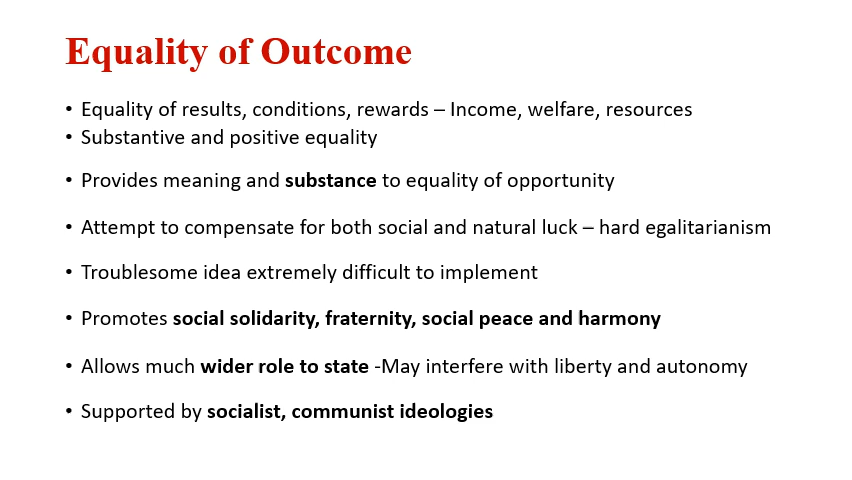 Equality of Outcome
• Equality of results, conditions, rewards – Income, welfare, resources
• Substantive and positive equality
• Provides meaning and substance to equality of opportunity
• Attempt to compensate for both social and natural luck – hard egalitarianism
• Troublesome idea extremely difficult to implement
• Promotes social solidarity, fraternity, social peace and harmony
• Allows much wider role to state -May interfere with liberty and autonomy
• Supported by socialist, communist ideologies